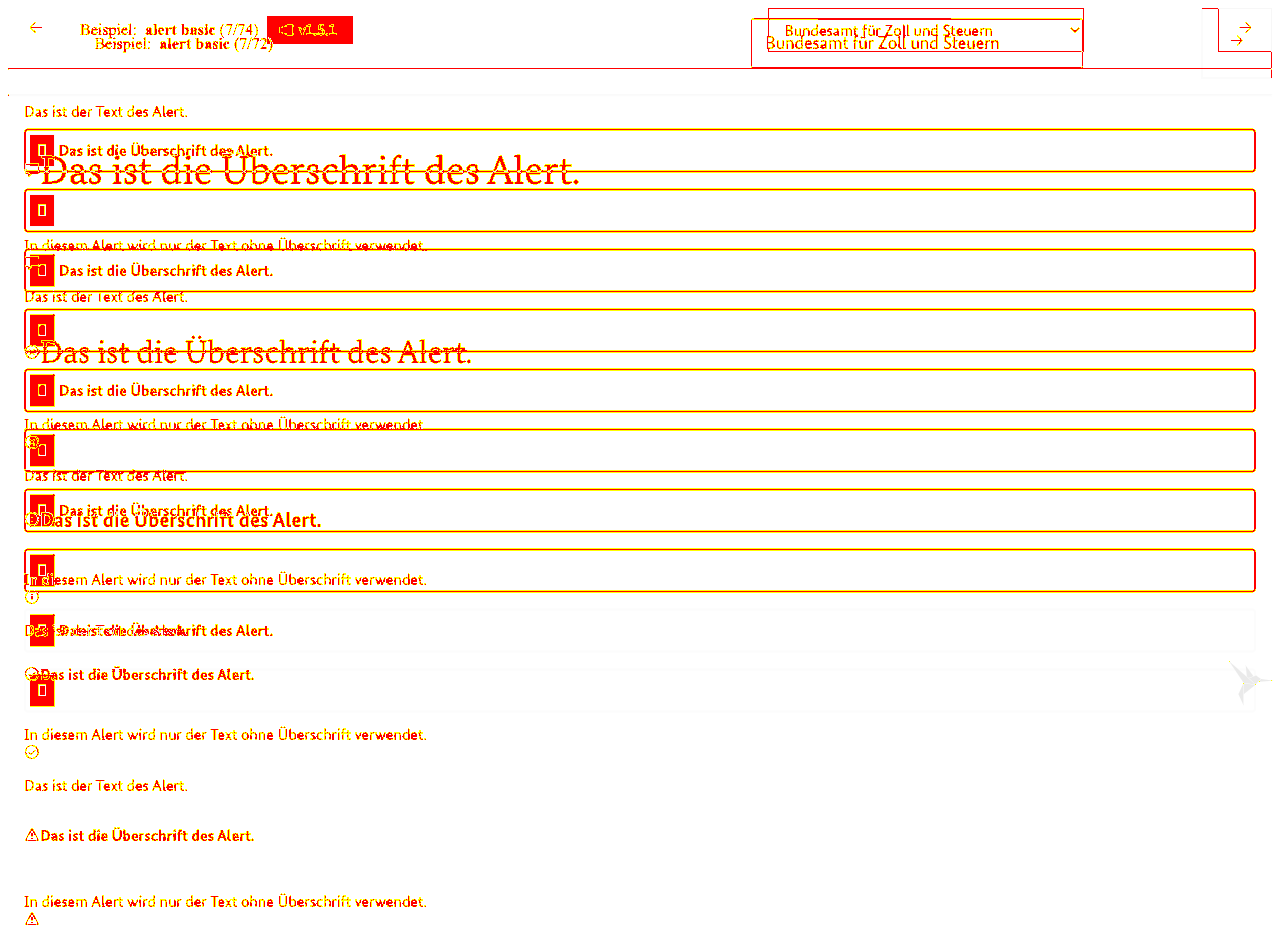 Beispiel: alert basic (7/74) v1.5.1
Beispiel: alert basic (7/72)
Bundesamt für Zoll und Steuern
Bundesamt für Zoll und Steuern
Das ist der Text des Alert.
Das ist die Überschrift des Alert.
Das ist die Überschrift des Alert.
In diesem Alert wird nur der Text ohne Überschrift verwendet.
Das ist die Überschrift des Alert.
Das ist der Text des Alert.
Das ist die Überschrift des Alert.
Das ist die Überschrift des Alert.
In diesem Alert wird nur der Text ohne Überschrift verwendet.
Das ist der Text des Alert.
Das ist die Überschrift des Alert.
Das ist die Überschrift des Alert.
In diesem Alert wird nur der Text ohne Überschrift verwendet.
Das ist die Überschrift des Alert.
Das ist die Überschrift des Alert.
In diesem Alert wird nur der Text ohne Überschrift verwendet.
Das ist der Text des Alert.
Das ist die Überschrift des Alert.
In diesem Alert wird nur der Text ohne Überschrift verwendet.